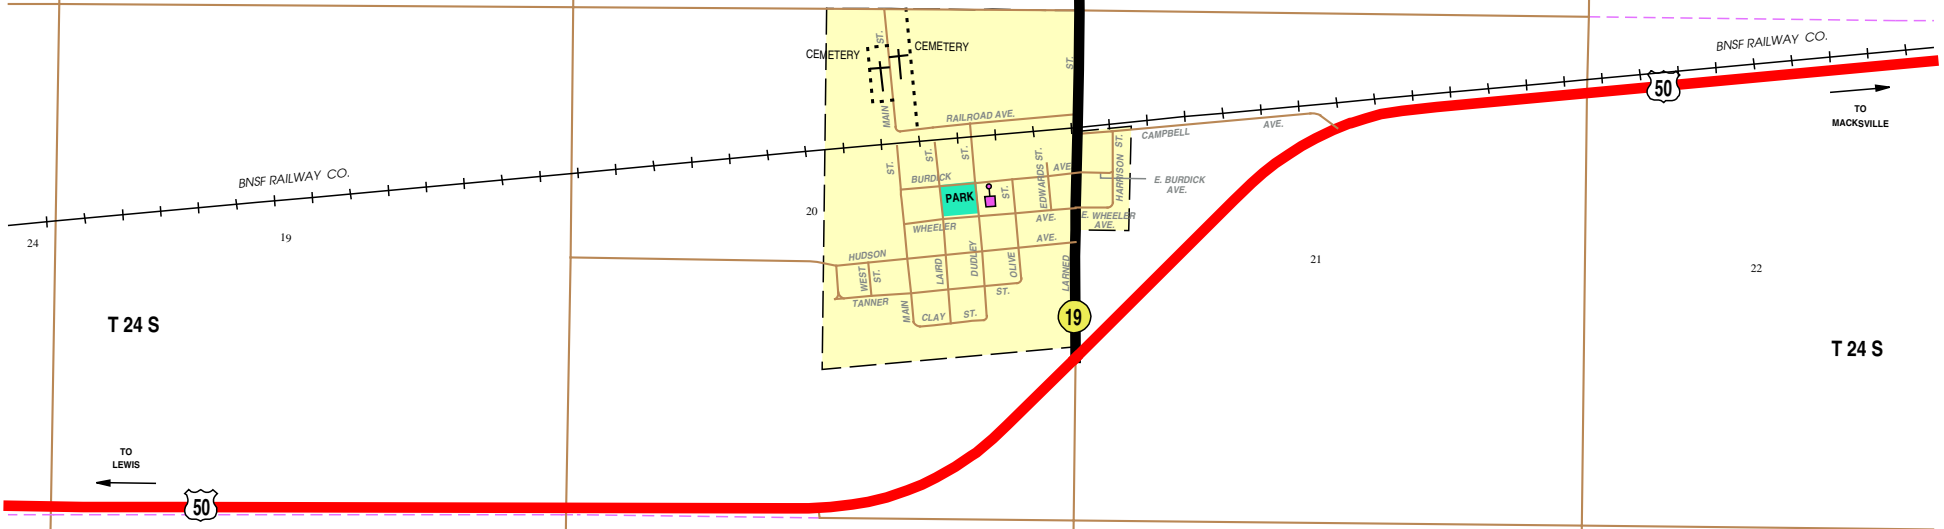 BNSF RAILWAY CO.
ST.
CEMETERY
CEMETERY
ST.
50
TO
MACKSVILLE
MAIN
RAILROAD AVE.
CAMPBELL
AVE.
BNSF RAILWAY CO.
ST.
ST.
ST.
BURDICK
AVE.
EDWARDS ST.
HARRISON ST.
E. BURDICK
AVE.
PARK
ST.
20
WHEELER
AVE.
E. WHEELER
AVE.
24
19
HUDSON
AVE.
21
22
WEST
ST.
LAIRD
DUDLEY
OLIVE
LARNED
TANNER
ST.
MAIN
CLAY
ST.
19
T 24 S
T 24 S
TO
LEWIS
50